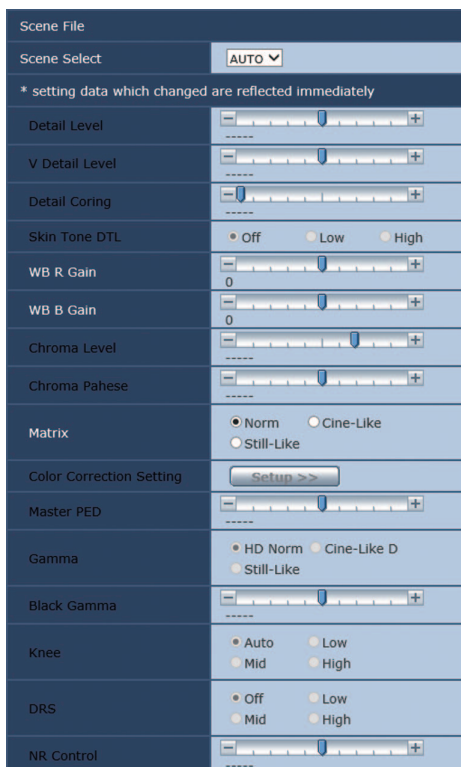 Scene File
Scene Select AUTO
* setting data which changed are reflected immediately
Detail Level - +
-----
V Detail Level - +
-----
Detail Coring - +
-----
Skin Tone DTL Off Low High
WB R Gain - +
0
WB B Gain - +
0
Chroma Level - +
-----
Chroma Pahese - +
-----
Matrix Norm Cine-Like
Still-Like
Color Correction Setting Setup >>
Master PED - +
-----
Gamma HD Norm Cine-Like D
Still-Like
Black Gamma - +
-----
Knee Auto Low
Mid High
DRS Off Low
Mid High
NR Control - +
-----